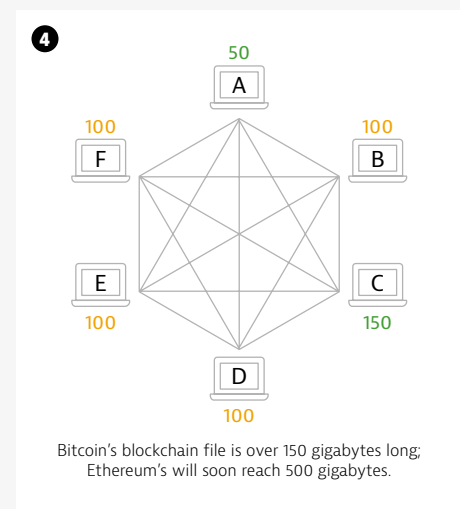 4
50
A
100
100
F
B
E
C
100
150
D
100
Bitcoin's blockchain file is over 150 gigabytes long;
Ethereum's will soon reach 500 gigabytes.